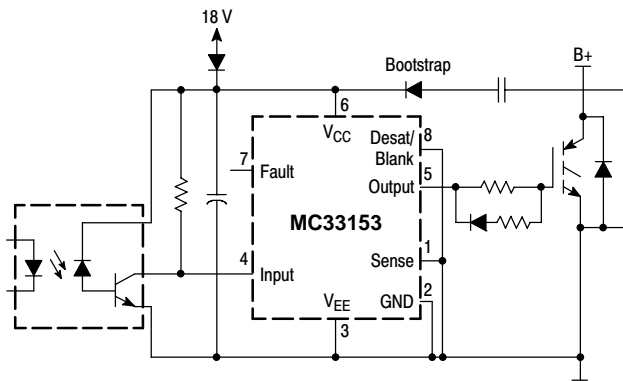 18 V
B+
Bootstrap
6
VCC
Desat/
Blank
8
7
Fault
5
Output
MC33153
4
Input
1
Sense
2
GND
VEE
3